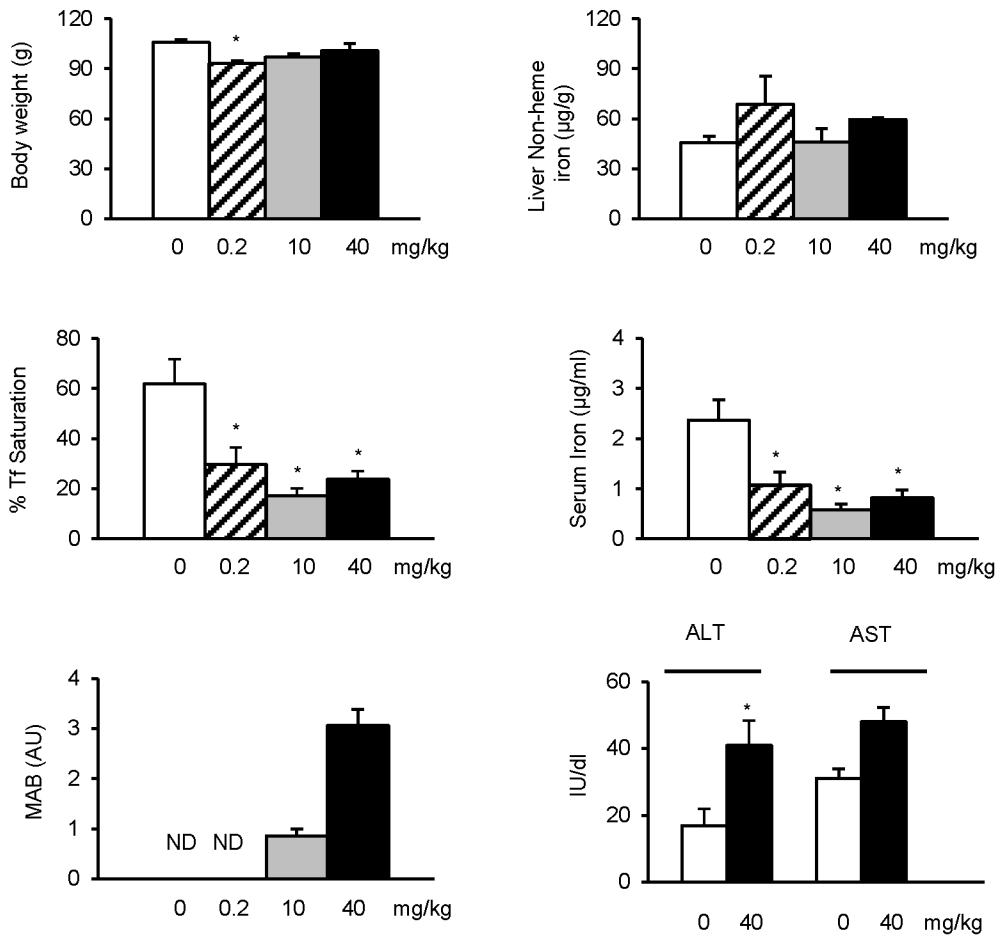 Body weight (g)
120
90
60
30
0
*
0 0.2 10 40 mg/kg
Liver Non-heme
iron (µg/g)
120
90
60
30
0
0 0.2 10 40 mg/kg
% Tf Saturation
80
60
40
20
0
* * *
0 0.2 10 40 mg/kg
Serum Iron (µg/ml)
4
3
2
1
0
* * *
0 0.2 10 40 mg/kg
MAB (AU)
4
3
2
1
0
ND ND
0 0.2 10 40 mg/kg
ALT AST
IU/dl
60
40
20
0
*
0 40 0 40 mg/kg